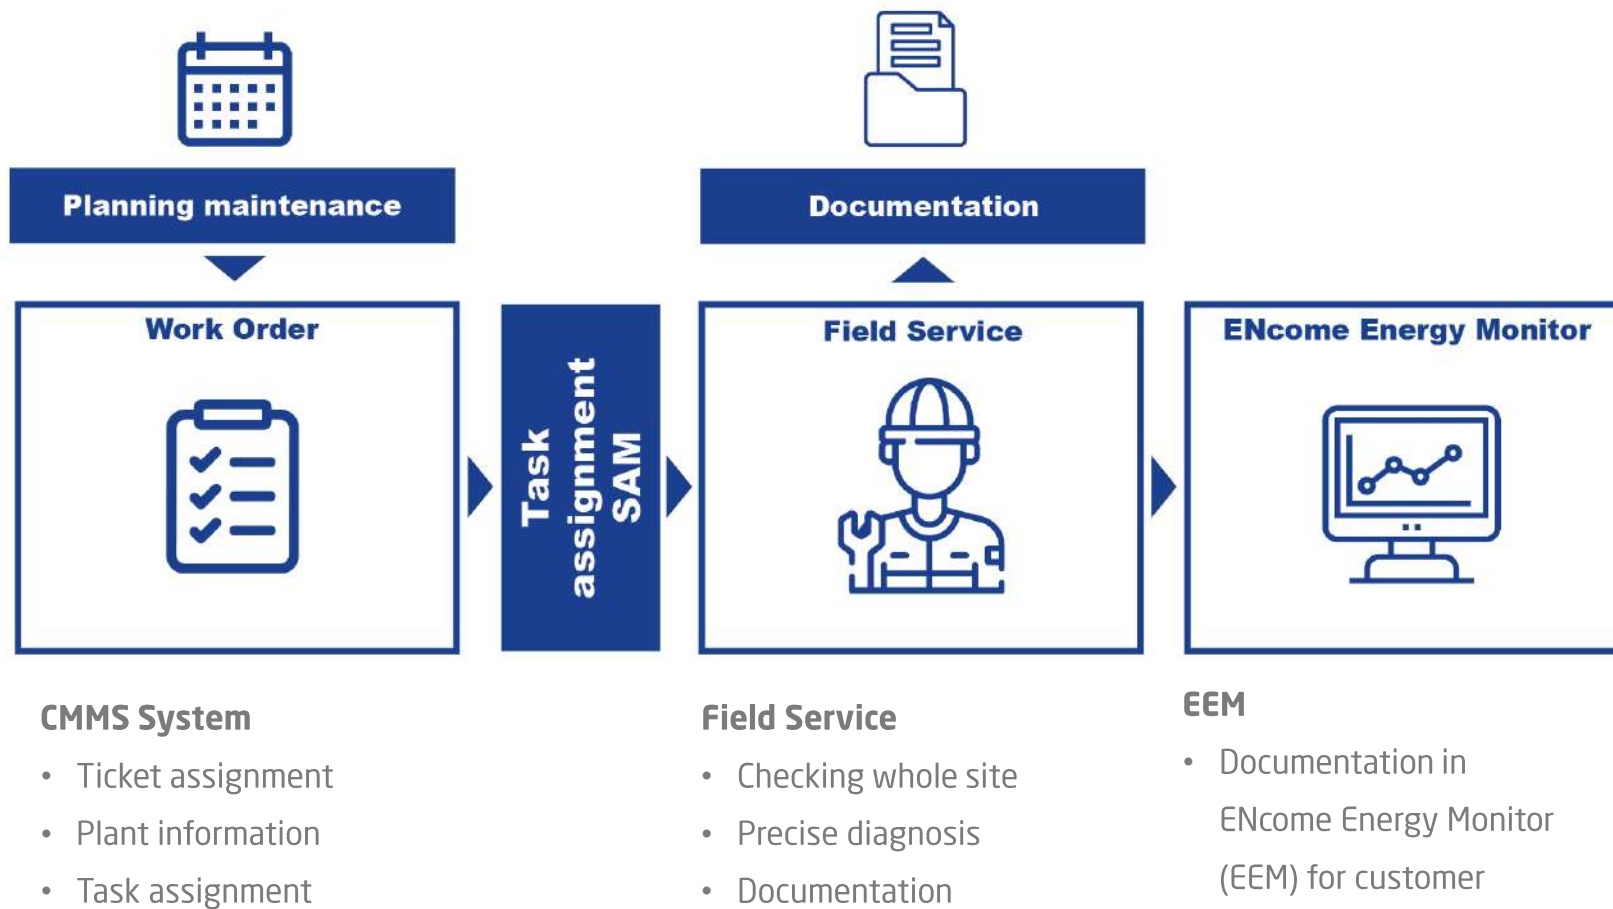 Planning maintenance
Documentation
Work Order
Task
assignment
SAM
Field Service
ENcome Energy Monitor
CMMS System
• Ticket assignment
• Plant information
• Task assignment
Field Service
• Checking whole site
• Precise diagnosis
• Documentation
EEM
• Documentation in
ENcome Energy Monitor
(EEM) for customer